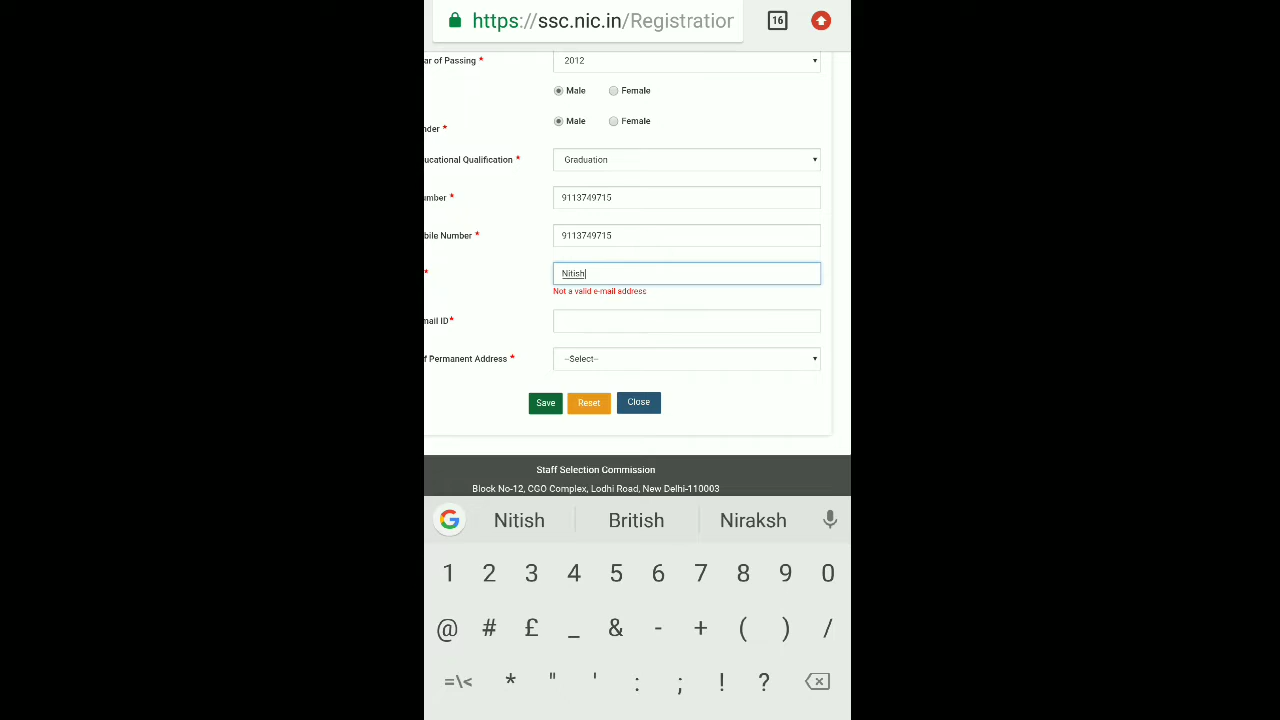 https://ssc.nic.in/Registration 16
ar of Passing * 2012
Male Female
Male Female
nder *
ucational Qualification * Graduation
umber * 9113749715
bile Number * 9113749715
* Nitish
Not a valid e-mail address
mail ID*
f Permanent Address * --Select--
Save Reset Close
Staff Selection Commission
Block No-12, CGO Complex, Lodhi Road, New Delhi-110003
G Nitish British Niraksh
1 2 3 4 5 6 7 8 9 0
@ # £ _ & - + ( ) /
=\< * " ' : ; ! ?